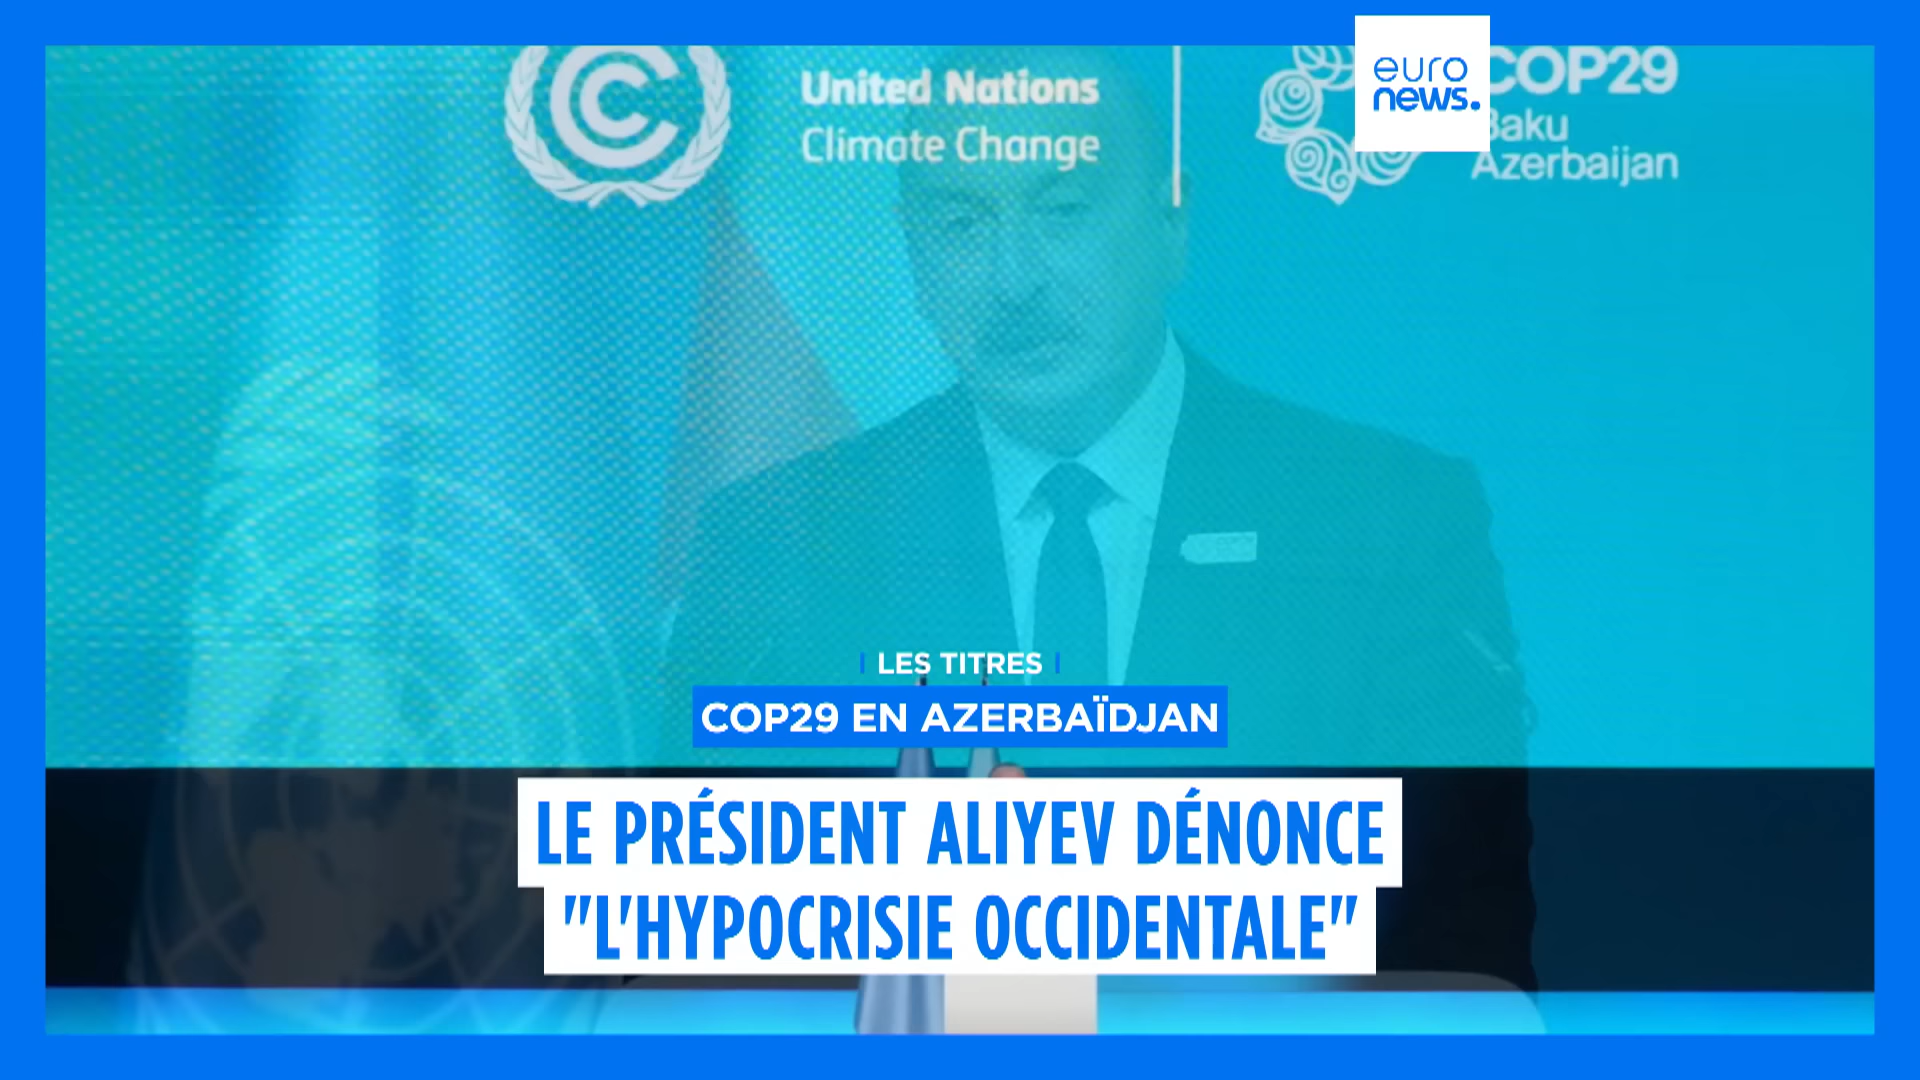 United Nations
Climate Change
COP29
Baku
Azerbaijan
euro
news.
LES TITRES
COP29 EN AZERBAÏDJAN
LE PRÉSIDENT ALIYEV DÉNONCE
"L'HYPOCRISIE OCCIDENTALE"